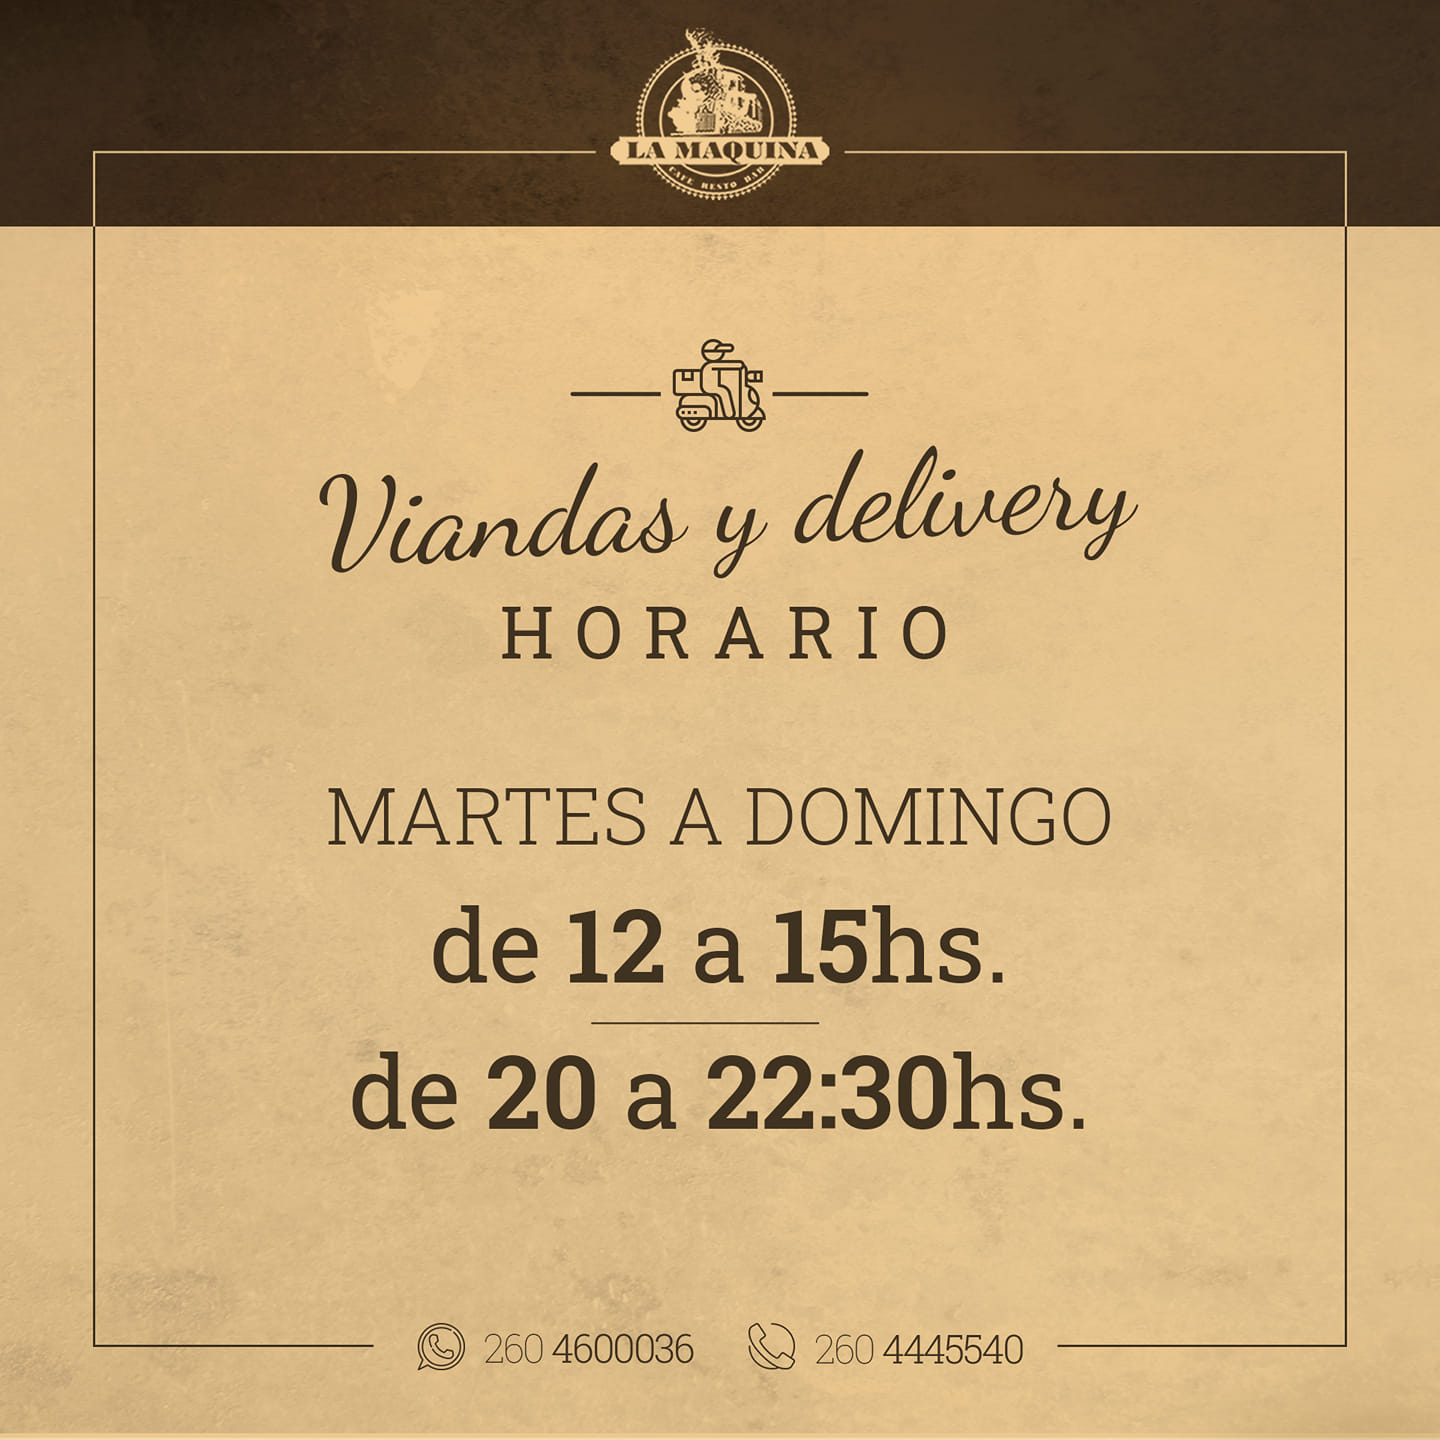 LA MAQUINA
CAFE RESTO BAR
Viandas y delivery
HORARIO
MARTES A DOMINGO
de 12 a 15hs.
de 20 a 22:30hs.
260 4600036 260 4445540